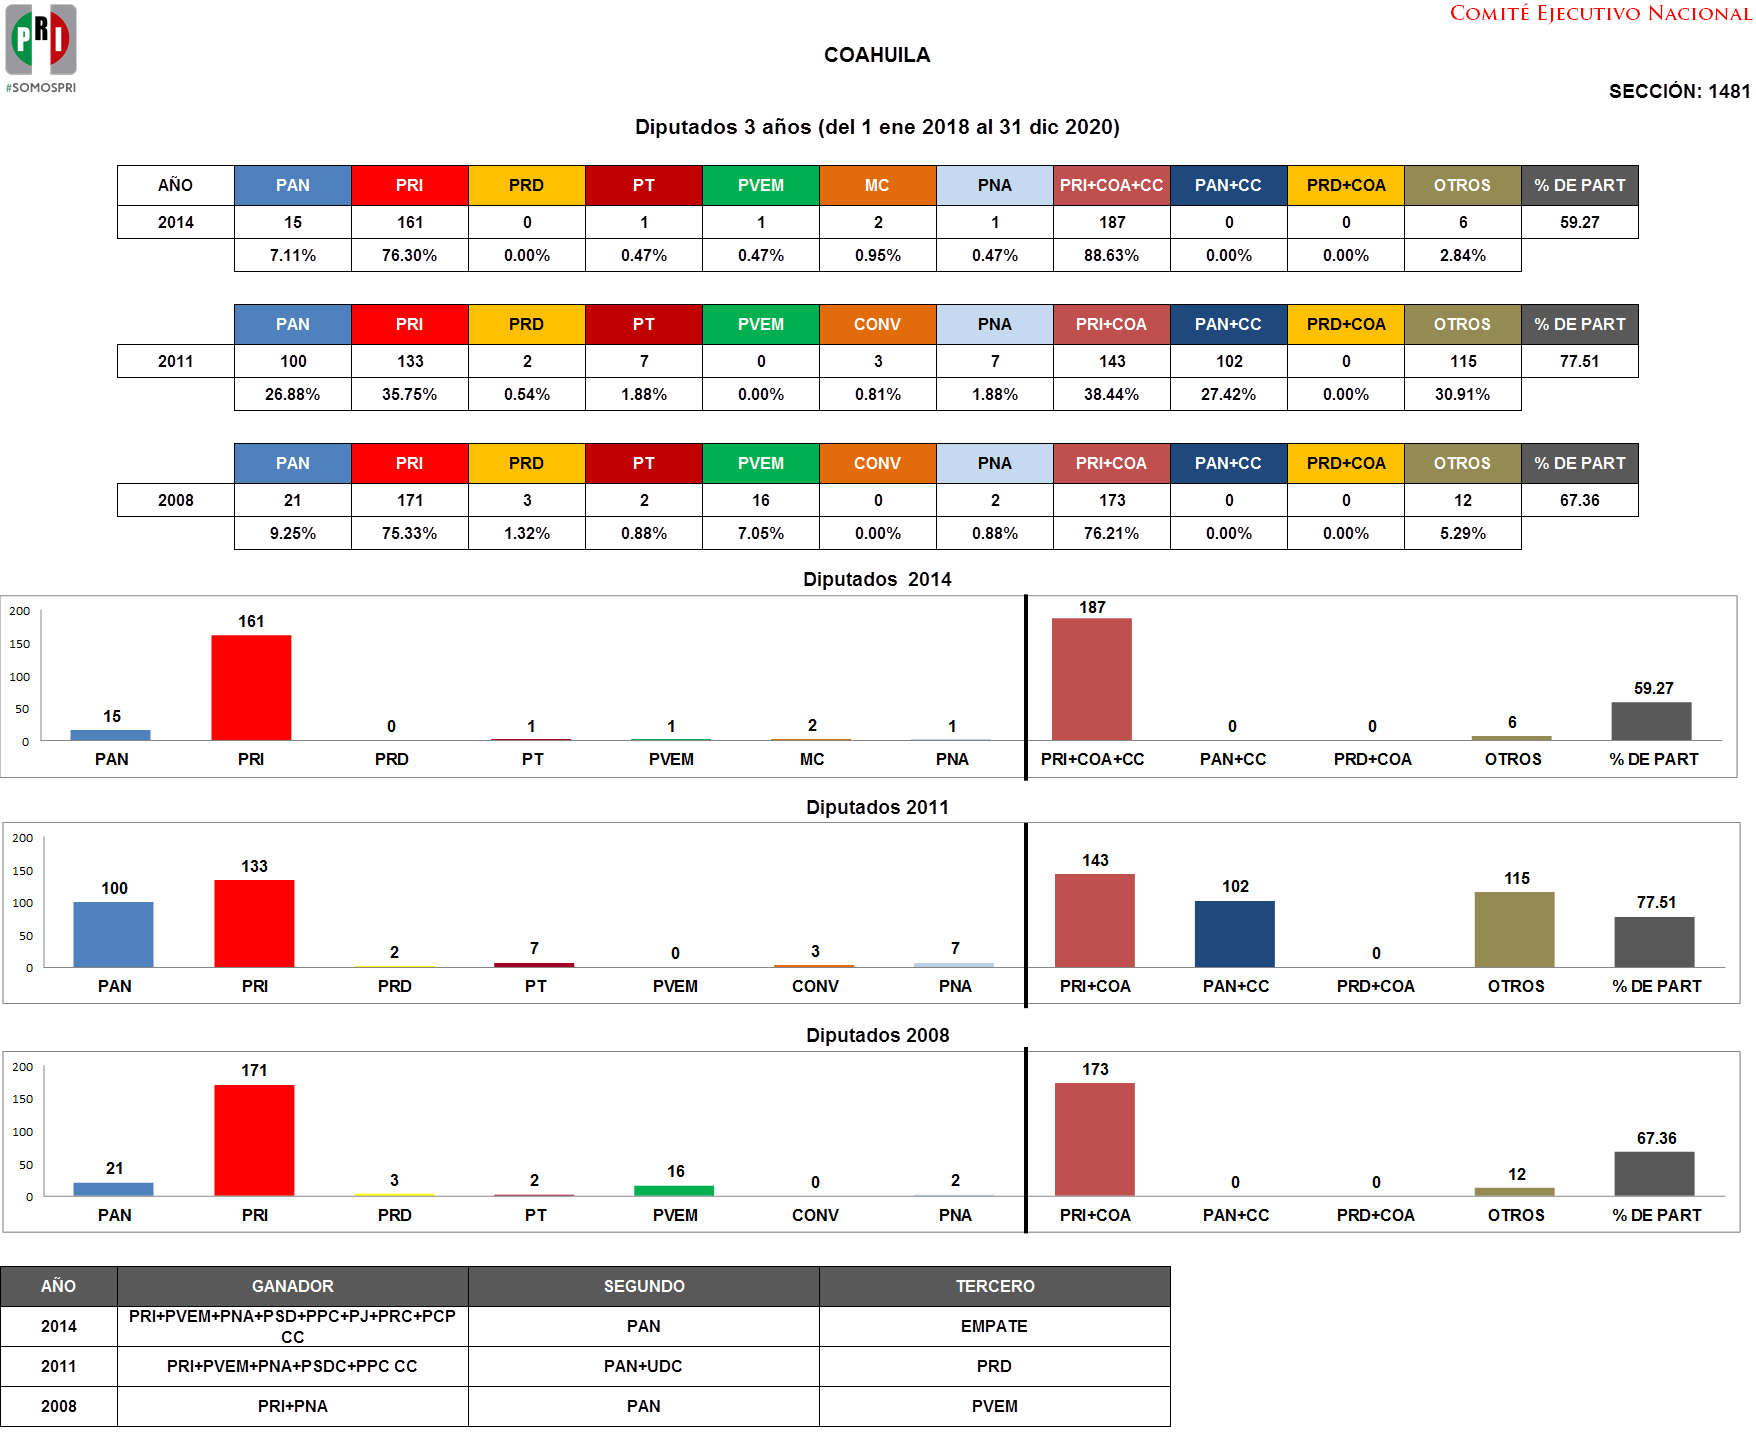 PRI
#SOMOSPRI
COMITÉ EJECUTIVO NACIONAL
COAHUILA
SECCIÓN: 1481
Diputados 3 años (del 1 ene 2018 al 31 dic 2020)
AÑO PAN PRI PRD PT PVEM MC PNA PRI+COA+CC PAN+CC PRD+COA OTROS % DE PART
2014 15 161 0 1 1 2 1 187 0 0 6 59.27
7.11% 76.30% 0.00% 0.47% 0.47% 0.95% 0.47% 88.63% 0.00% 0.00% 2.84%
PAN PRI PRD PT PVEM CONV PNA PRI+COA PAN+CC PRD+COA OTROS % DE PART
2011 100 133 2 7 0 3 7 143 102 0 115 77.51
26.88% 35.75% 0.54% 1.88% 0.00% 0.81% 1.88% 38.44% 27.42% 0.00% 30.91%
PAN PRI PRD PT PVEM CONV PNA PRI+COA PAN+CC PRD+COA OTROS % DE PART
2008 21 171 3 2 16 0 2 173 0 0 12 67.36
9.25% 75.33% 1.32% 0.88% 7.05% 0.00% 0.88% 76.21% 0.00% 0.00% 5.29%
Diputados 2014
200
150
100
50
0
15 161 0 1 1 2 1 187 0 0 6 59.27
PAN PRI PRD PT PVEM MC PNA PRI+COA+CC PAN+CC PRD+COA OTROS % DE PART
Diputados 2011
200
150
100
50
0
100 133 2 7 0 3 7 143 102 0 115 77.51
PAN PRI PRD PT PVEM CONV PNA PRI+COA PAN+CC PRD+COA OTROS % DE PART
Diputados 2008
200
150
100
50
0
21 171 3 2 16 0 2 173 0 0 12 67.36
PAN PRI PRD PT PVEM CONV PNA PRI+COA PAN+CC PRD+COA OTROS % DE PART
AÑO GANADOR SEGUNDO TERCERO
2014 PRI+PVEM+PNA+PSD+PPC+PJ+PRC+PCP
CC PAN EMPATE
2011 PRI+PVEM+PNA+PSDC+PPC CC PAN+UDC PRD
2008 PRI+PNA PAN PVEM